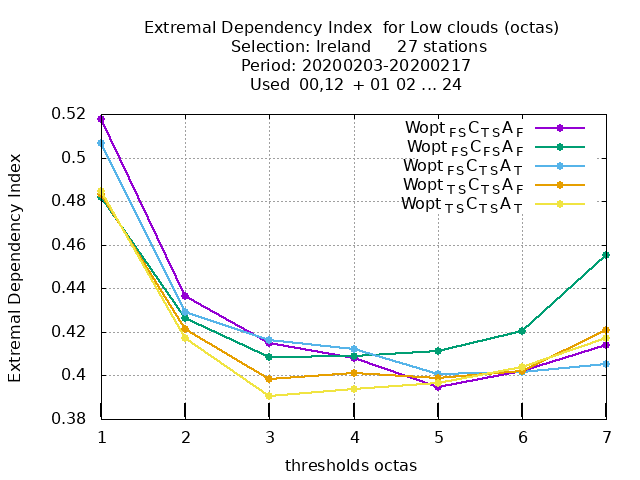 Extremal Dependency Index  for Low clouds (octas)
Selection: Ireland     27 stations
Period: 20200203-20200217
Used  00,12  + 01 02 ... 24
Wopt FS C TS A F
Wopt FS C FS A F
Wopt FS C TS A T
Wopt TS C TS A F
Wopt TS C TS A T
Extremal Dependency Index
0.52
0.5
0.48
0.46
0.44
0.42
0.4
0.38
1 2 3 4 5 6 7
thresholds octas